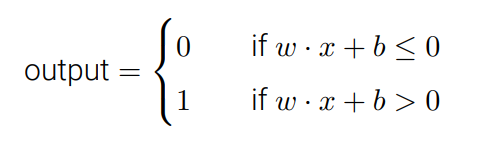 output = { 0 if w · x + b ≤ 0
1 if w · x + b > 0